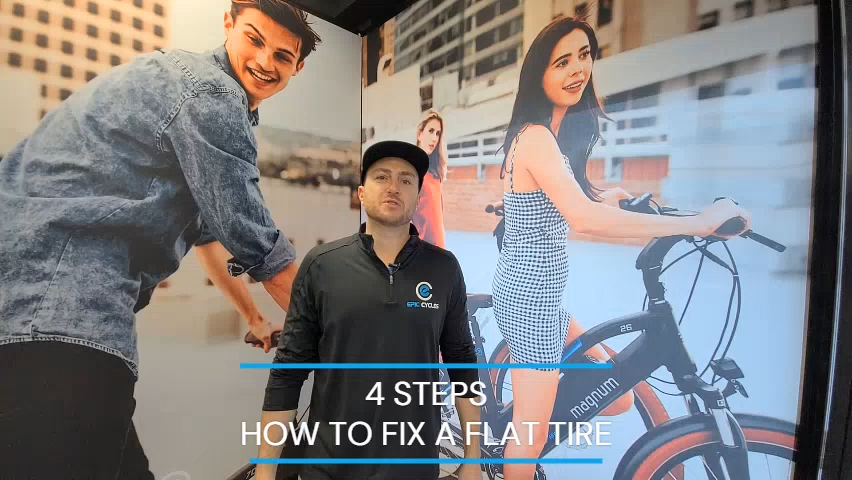 EPIC CYCLES
26
magnum
4 STEPS
HOW TO FIX A FLAT TIRE